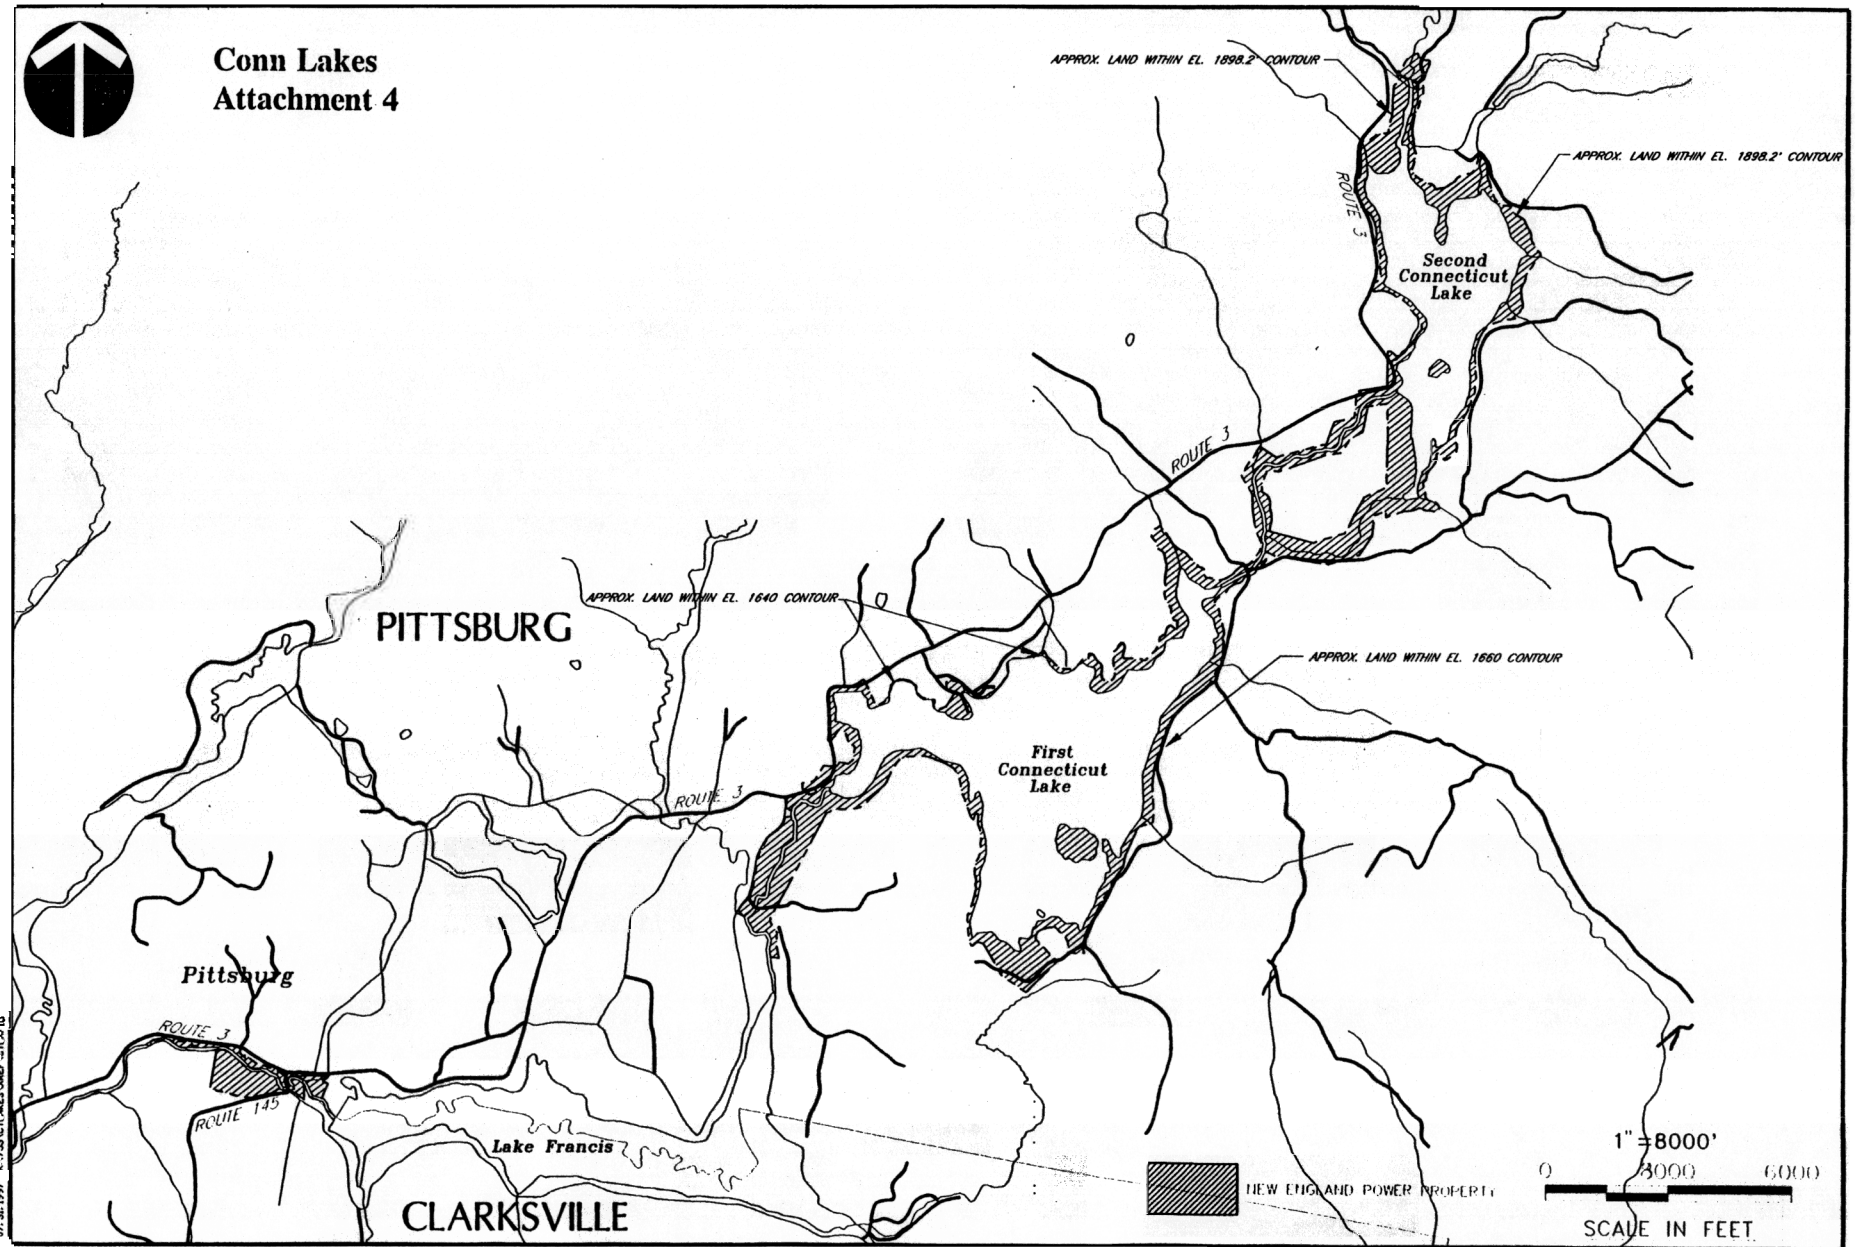 Conn Lakes
Attachment 4
APPROX. LAND WITHIN EL. 1898.2' CONTOUR
APPROX. LAND WITHIN EL. 1898.2' CONTOUR
ROUTE 3
Second
Connecticut
Lake
ROUTE 3
APPROX. LAND WITHIN EL. 1640 CONTOUR
PITTSBURG
APPROX. LAND WITHIN EL. 1660 CONTOUR
First
Connecticut
Lake
ROUTE 3
Pittsburg
ROUTE 3
ROUTE 145
Lake Francis
CLARKSVILLE
NEW ENGLAND POWER PROPERTY
1"=8000'
0 3000 6000
SCALE IN FEET